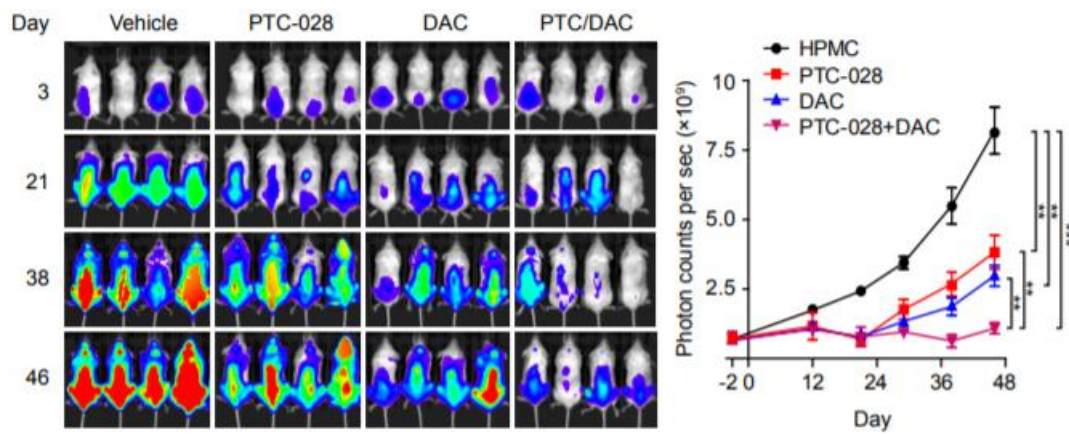 Day Vehicle PTC-028 DAC PTC/DAC
3
21
38
46
HPMC
PTC-028
DAC
PTC-028+DAC
Photon counts per sec (×10⁹)
10
7.5
5.0
2.5
-2 0 12 24 36 48
Day
**
**
***
**
**